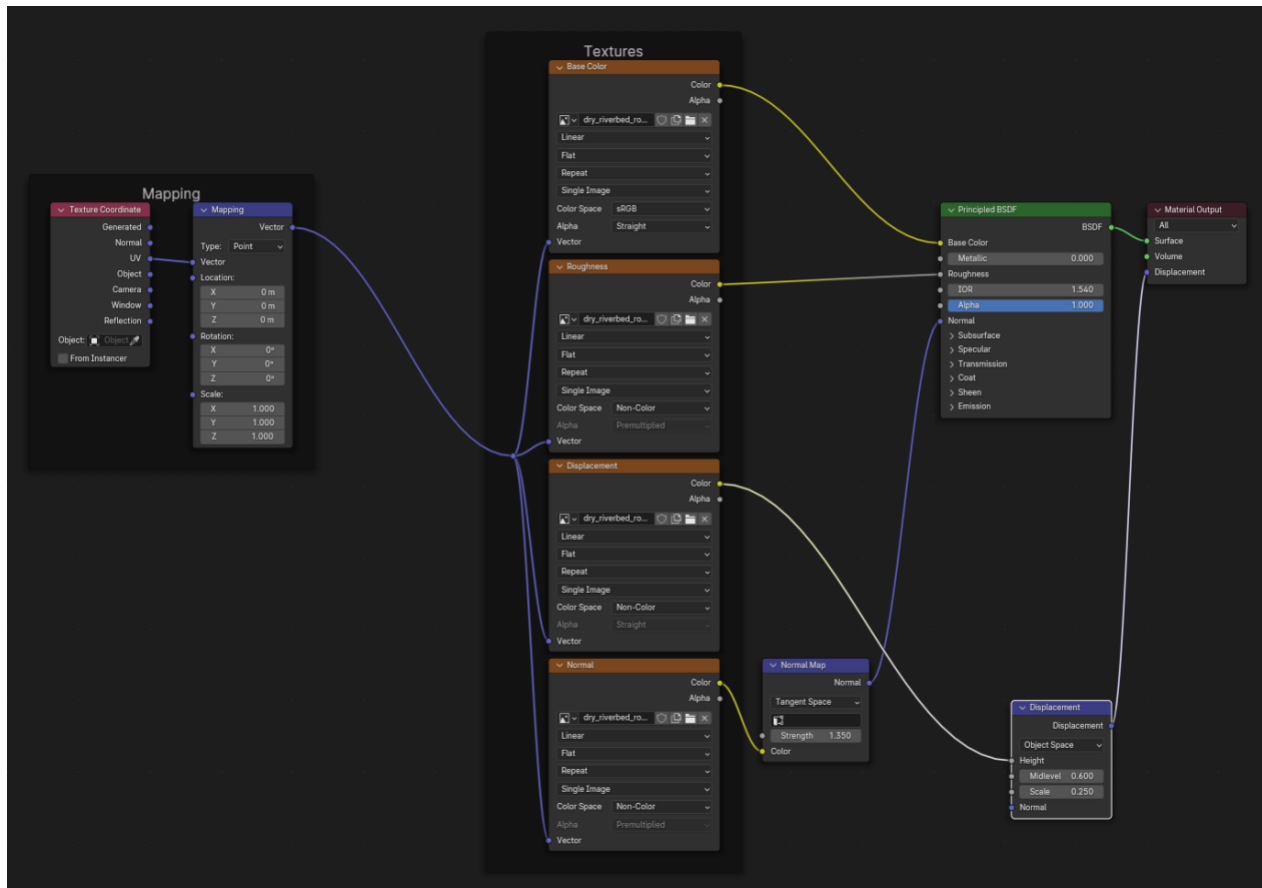 Mapping
Texture Coordinate
Generated
Normal
UV
Object
Camera
Window
Reflection
Object: Object
From Instancer
Mapping
Vector
Type: Point
Vector
Location:
X 0 m
Y 0 m
Z 0 m
Rotation:
X 0°
Y 0°
Z 0°
Scale:
X 1.000
Y 1.000
Z 1.000
Textures
Base Color
Color
Alpha
dry_riverbed_ro...
Linear
Flat
Repeat
Single Image
Color Space sRGB
Alpha Straight
Vector
Roughness
Color
Alpha
dry_riverbed_ro...
Linear
Flat
Repeat
Single Image
Color Space Non-Color
Alpha Premultiplied
Vector
Displacement
Color
Alpha
dry_riverbed_ro...
Linear
Flat
Repeat
Single Image
Color Space Non-Color
Alpha Straight
Vector
Normal
Color
Alpha
dry_riverbed_ro...
Linear
Flat
Repeat
Single Image
Color Space Non-Color
Alpha Premultiplied
Vector
Normal Map
Normal
Tangent Space
Strength 1.350
Color
Principled BSDF
BSDF
Base Color
Metallic 0.000
Roughness
IOR 1.540
Alpha 1.000
Normal
Subsurface
Specular
Transmission
Coat
Sheen
Emission
Displacement
Displacement
Object Space
Height
Midlevel 0.600
Scale 0.250
Normal
Material Output
All
Surface
Volume
Displacement